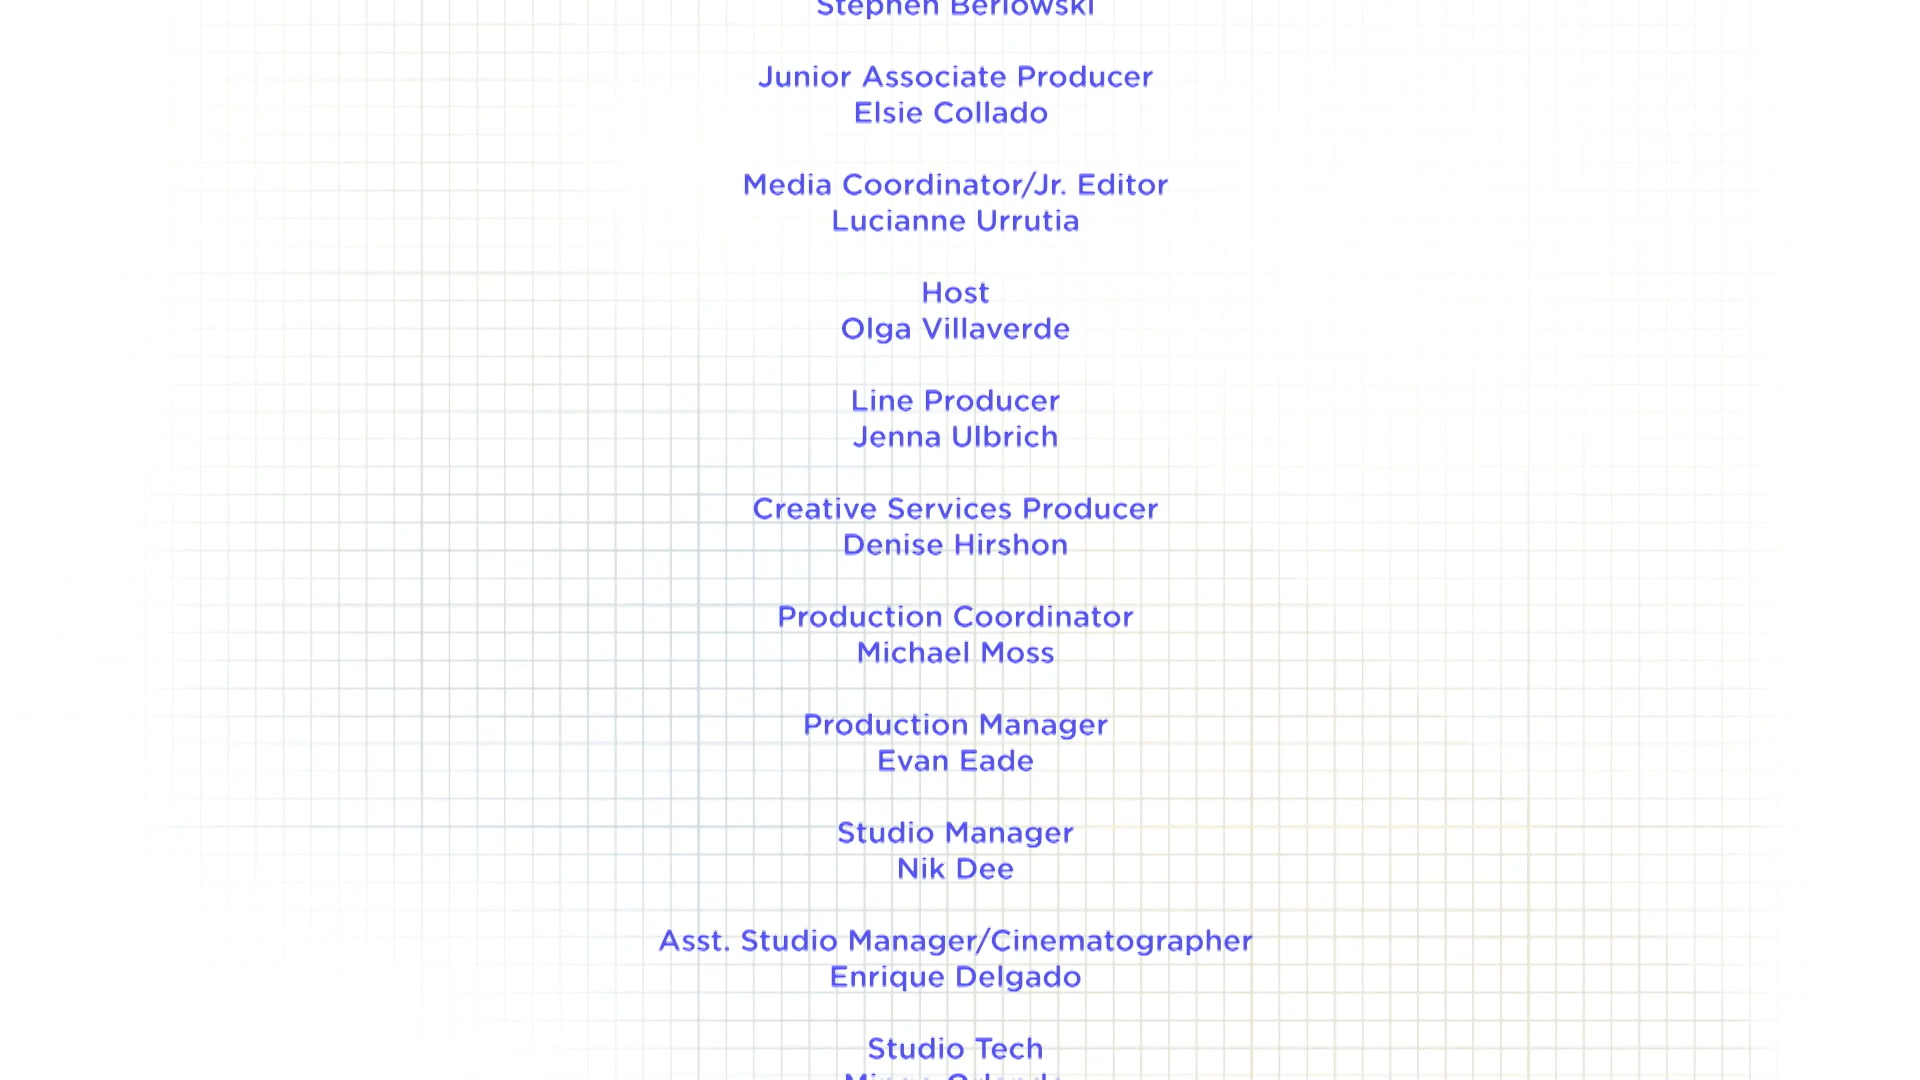 Stephen Berlowski
Junior Associate Producer
Elsie Collado
Media Coordinator/Jr. Editor
Lucianne Urrutia
Host
Olga Villaverde
Line Producer
Jenna Ulbrich
Creative Services Producer
Denise Hirshon
Production Coordinator
Michael Moss
Production Manager
Evan Eade
Studio Manager
Nik Dee
Asst. Studio Manager/Cinematographer
Enrique Delgado
Studio Tech